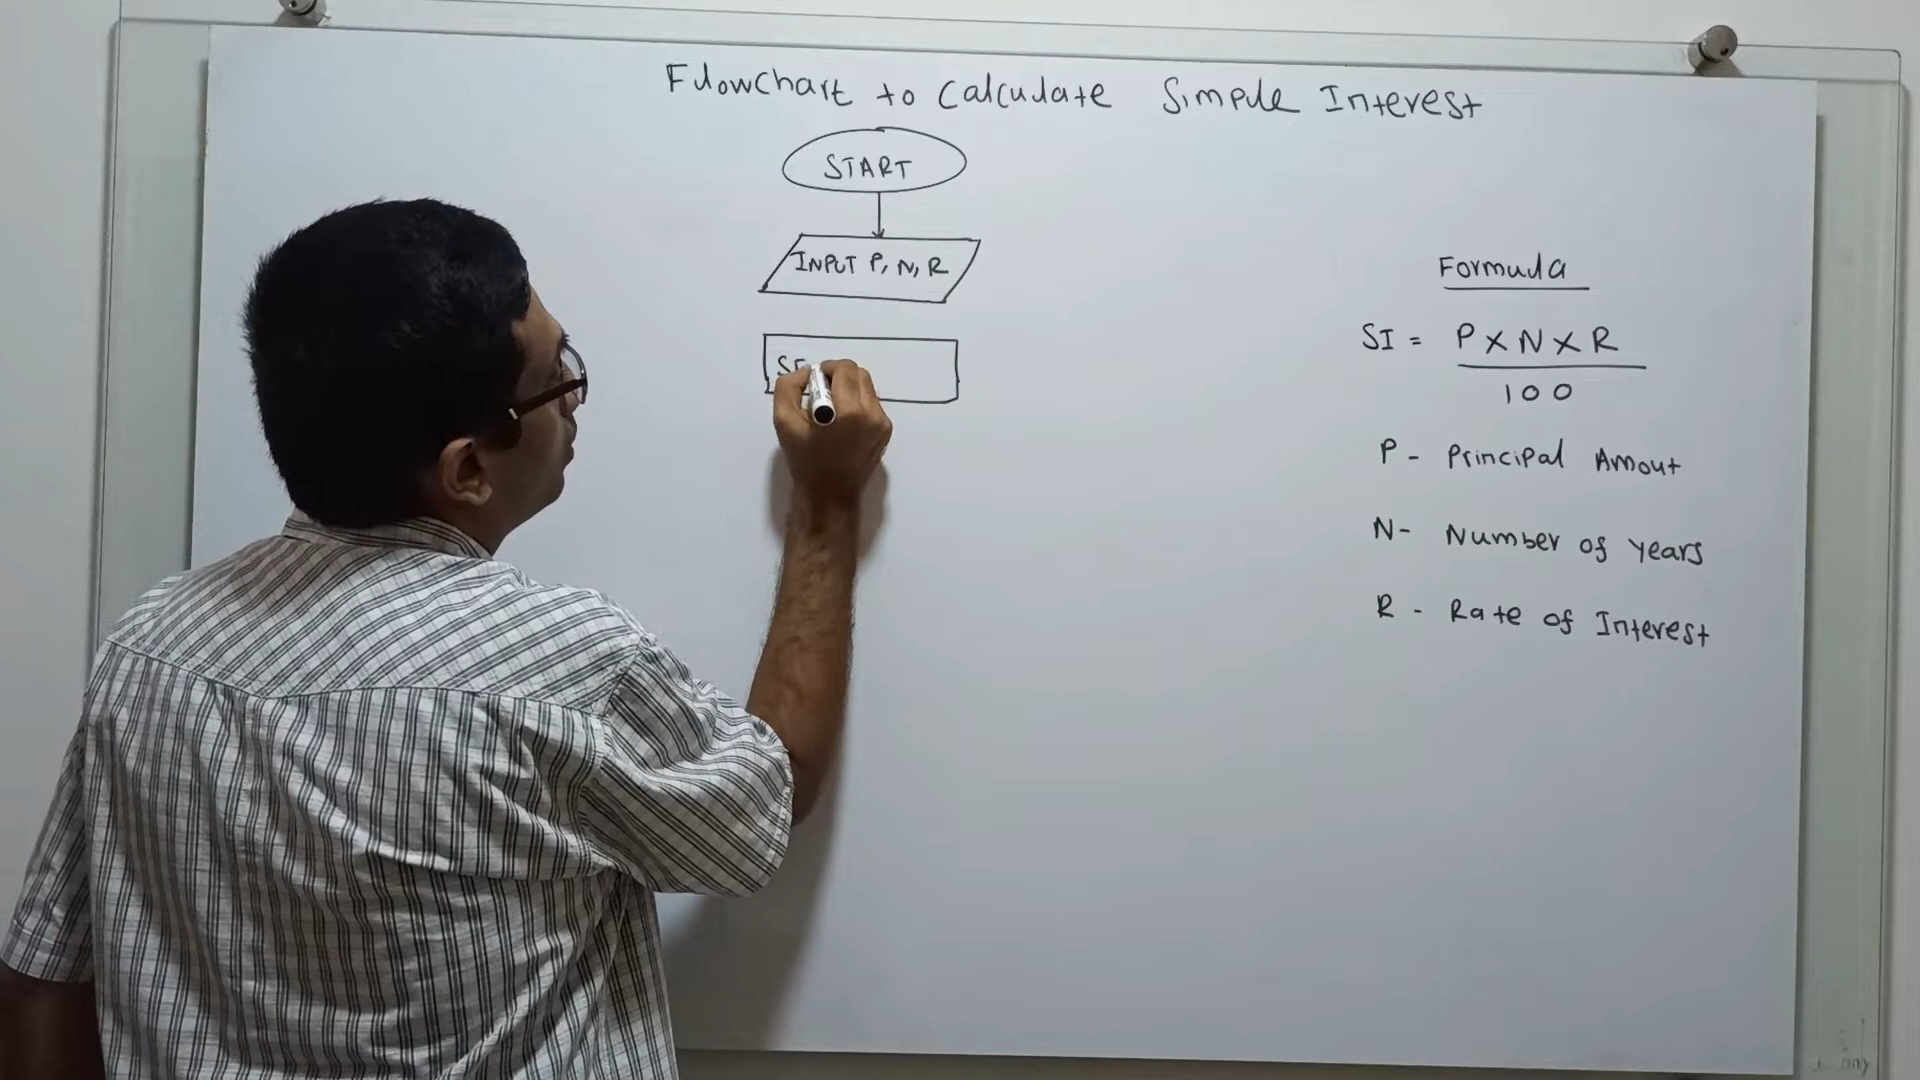 Flowchart to Calculate Simple Interest
START
INPUT P, N, R
Formula
SI = P X N X R
100
P - Principal Amout
N- Number of years
R - Rate of Interest